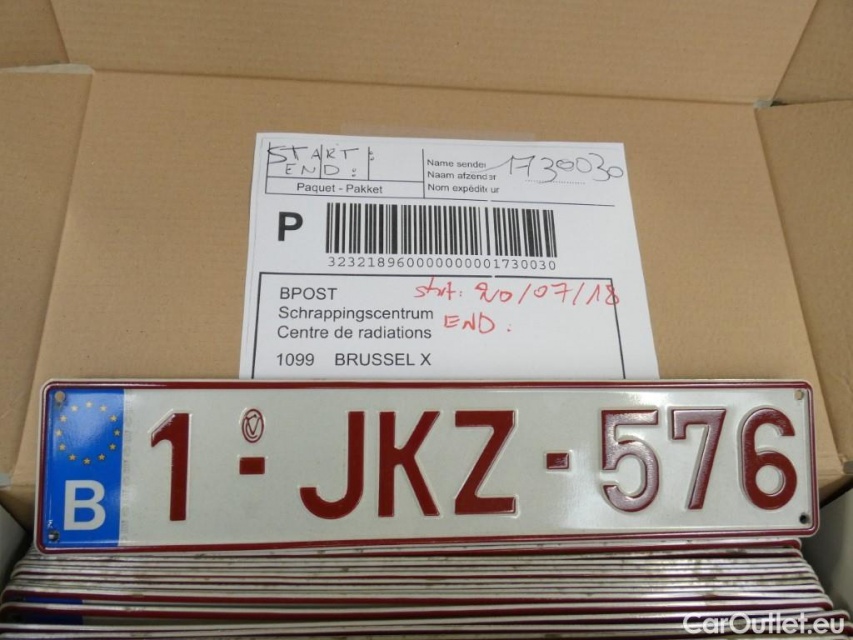 START:
END:
Paquet - Pakket
Name sender
Naam afzender
Nom expéditeur
1730030
P
3232189600000000001730030
BPOST
Schrappingscentrum
Centre de radiations
1099 BRUSSEL X
start: 20/07/18
END:
B
1-JKZ-576
CarOutlet.eu